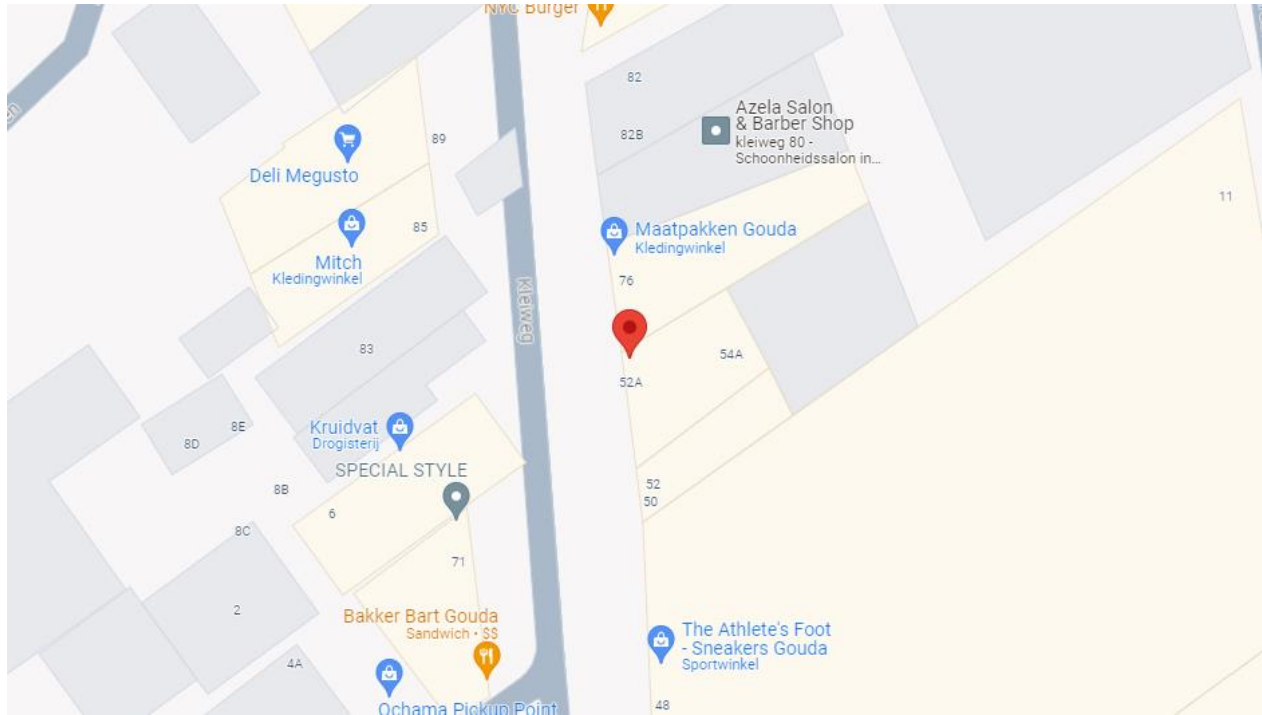 NYC Burger
82
Azela Salon
& Barber Shop
kleiweg 80 -
Schoonheidssalon in...
82B
89
Deli Megusto
11
85
Maatpakken Gouda
Kledingwinkel
Mitch
Kledingwinkel
76
Kleiweg
83
54A
52A
Kruidvat
Drogisterij
8E
8D
SPECIAL STYLE
52
50
8B
6
8C
71
2
Bakker Bart Gouda
Sandwich • $$
The Athlete's Foot
- Sneakers Gouda
Sportwinkel
4A
48
Ochama Pickup Point